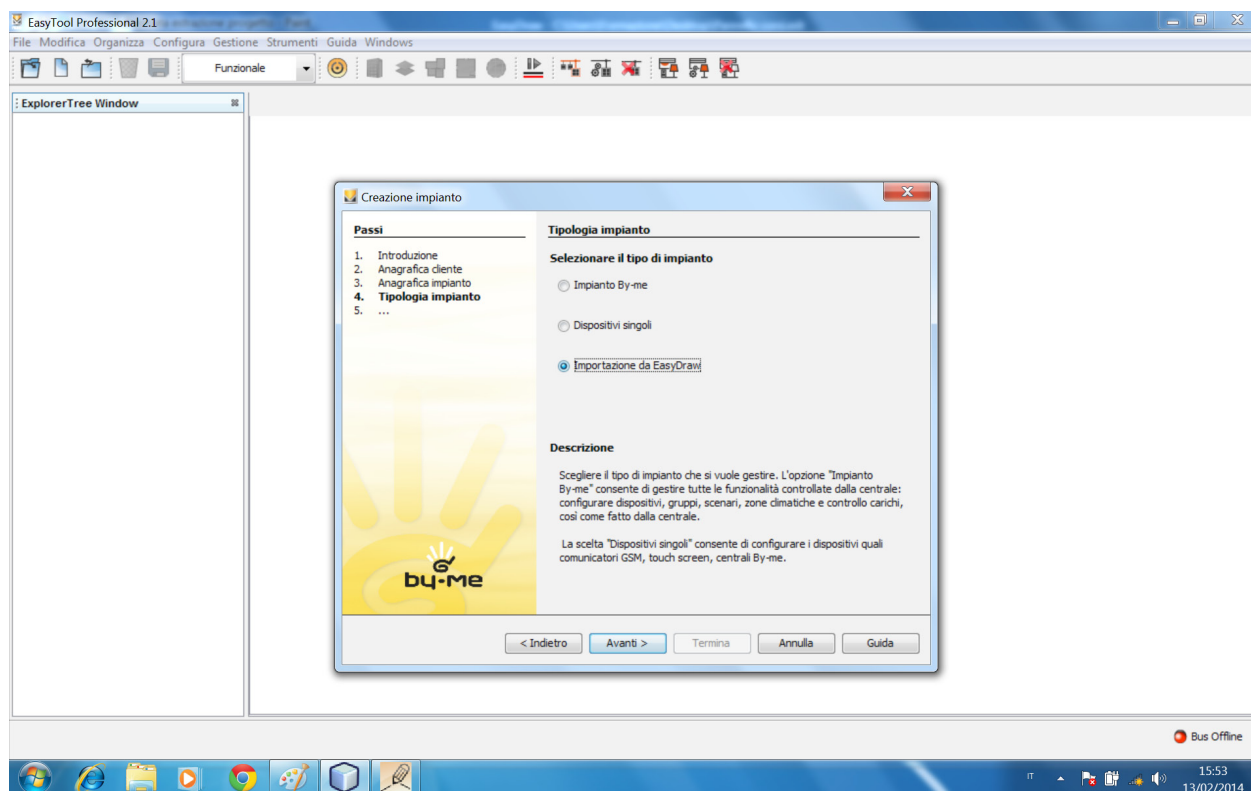 EasyTool Professional 2.1
File Modifica Organizza Configura Gestione Strumenti Guida Windows
Funzionale
ExplorerTree Window
Creazione impianto
Passi
1. Introduzione
2. Anagrafica cliente
3. Anagrafica impianto
4. Tipologia impianto
5. ...
by-me
Tipologia impianto
Selezionare il tipo di impianto
Impianto By-me
Dispositivi singoli
Importazione da EasyDraw
Descrizione
Scegliere il tipo di impianto che si vuole gestire. L'opzione "Impianto
By-me" consente di gestire tutte le funzionalità controllate dalla centrale:
configurare dispositivi, gruppi, scenari, zone climatiche e controllo carichi,
così come fatto dalla centrale.
La scelta "Dispositivi singoli" consente di configurare i dispositivi quali
comunicatori GSM, touch screen, centrali By-me.
< Indietro Avanti > Termina Annulla Guida
Bus Offline
IT
15:53
13/02/2014